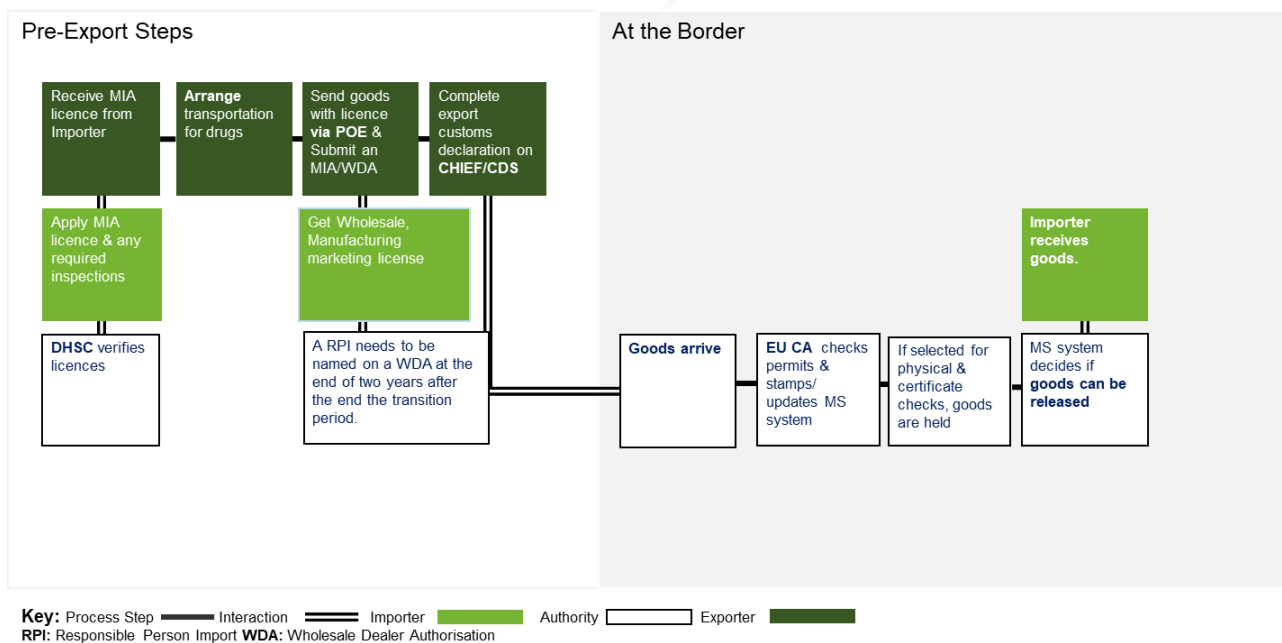 Pre-Export Steps
At the Border
Receive MIA
licence from
Importer
Arrange
transportation
for drugs
Send goods
with licence
via POE &
Submit an
MIA/WDA
Complete
export
customs
declaration on
CHIEF/CDS
Apply MIA
licence & any
required
inspections
Get Wholesale,
Manufacturing
marketing license
Importer
receives
goods.
DHSC verifies
licences
A RPI needs to be
named on a WDA at the
end of two years after
the end the transition
period.
Goods arrive
EU CA checks
permits &
stamps/
updates MS
system
If selected for
physical &
certificate
checks, goods
are held
MS system
decides if
goods can be
released
Key: Process Step Interaction Importer Authority Exporter
RPI: Responsible Person Import WDA: Wholesale Dealer Authorisation